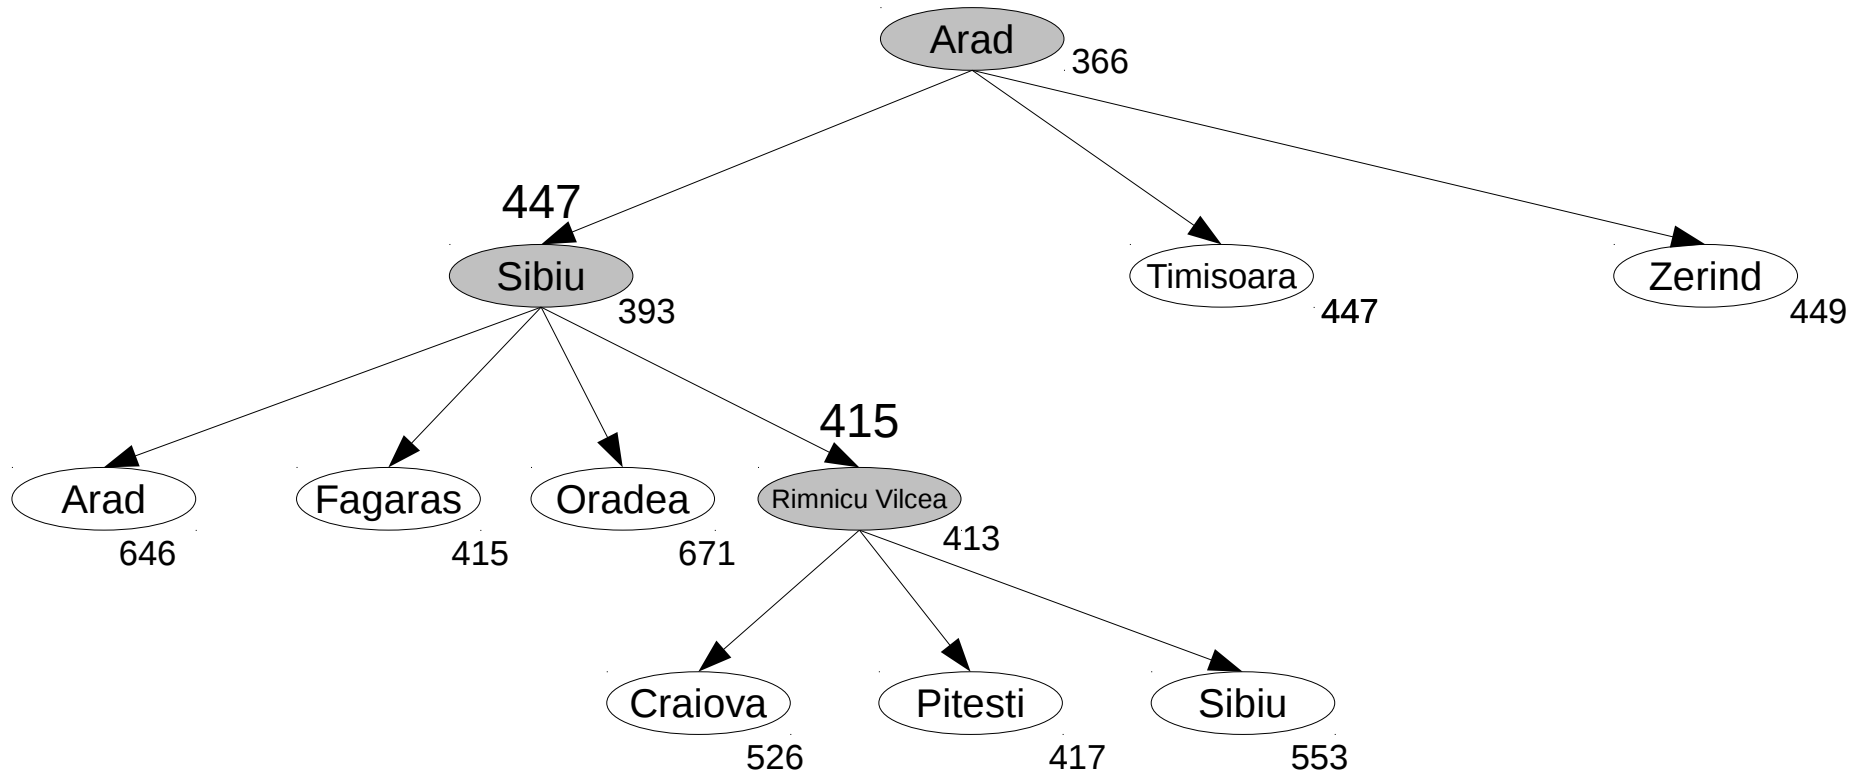 Arad
366
447
Sibiu
393
Timisoara
447
Zerind
449
415
Arad
646
Fagaras
415
Oradea
671
Rimnicu Vilcea
413
Craiova
526
Pitesti
417
Sibiu
553